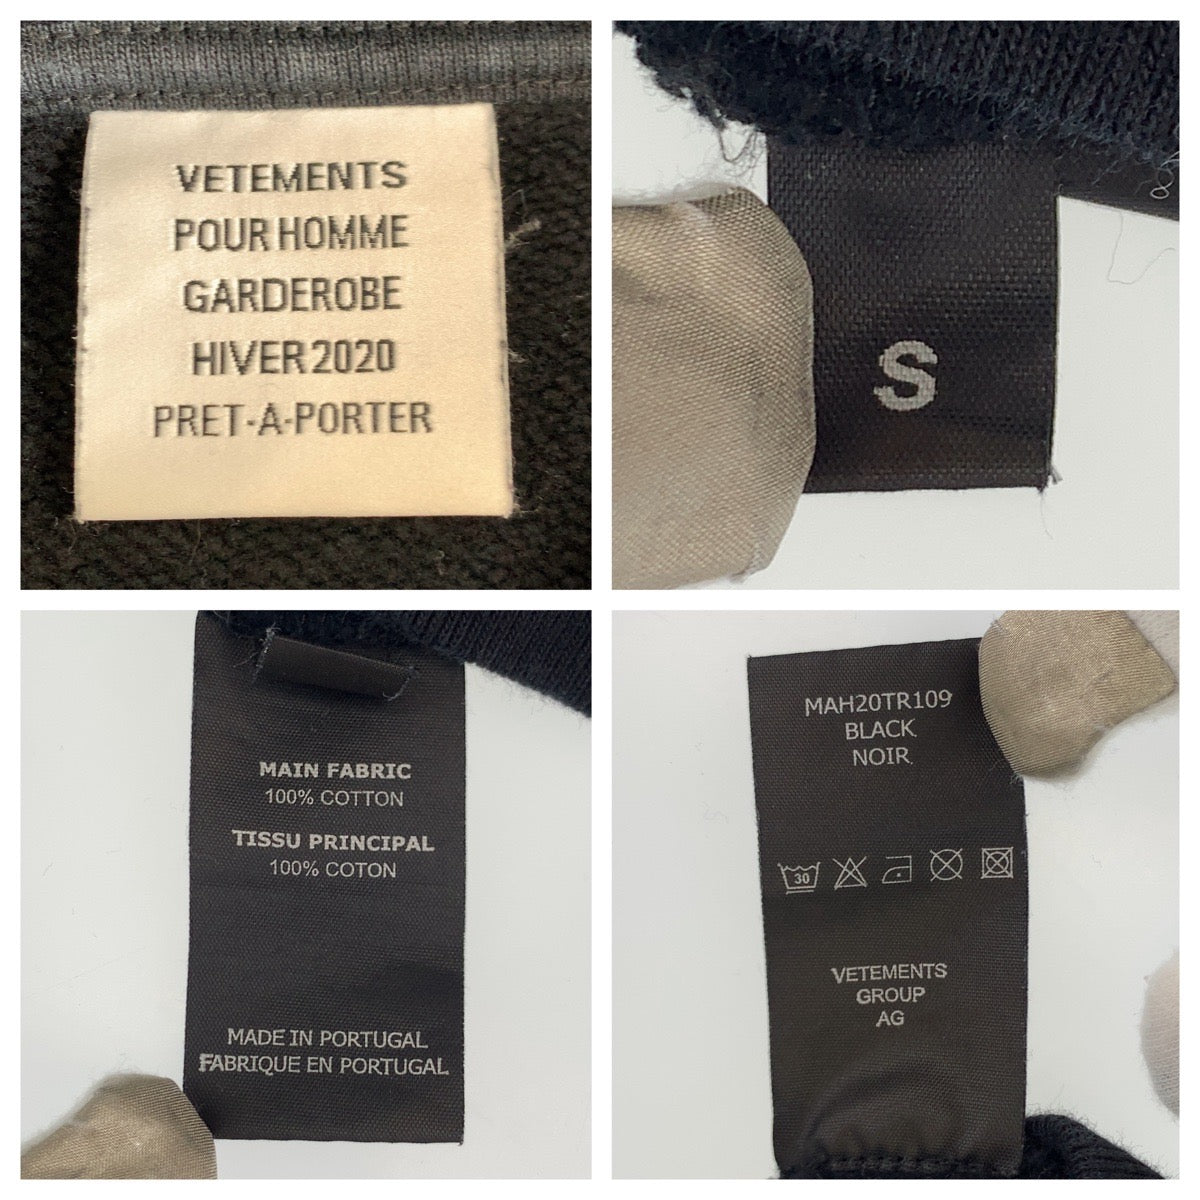 VETEMENTS
POUR HOMME
GARDEROBE
HIVER 2020
PRET-A-PORTER
S
MAIN FABRIC
100% COTTON
TISSU PRINCIPAL
100% COTON
MADE IN PORTUGAL
FABRIQUE EN PORTUGAL
MAH20TR109
BLACK
NOIR
30
VETEMENTS
GROUP
AG